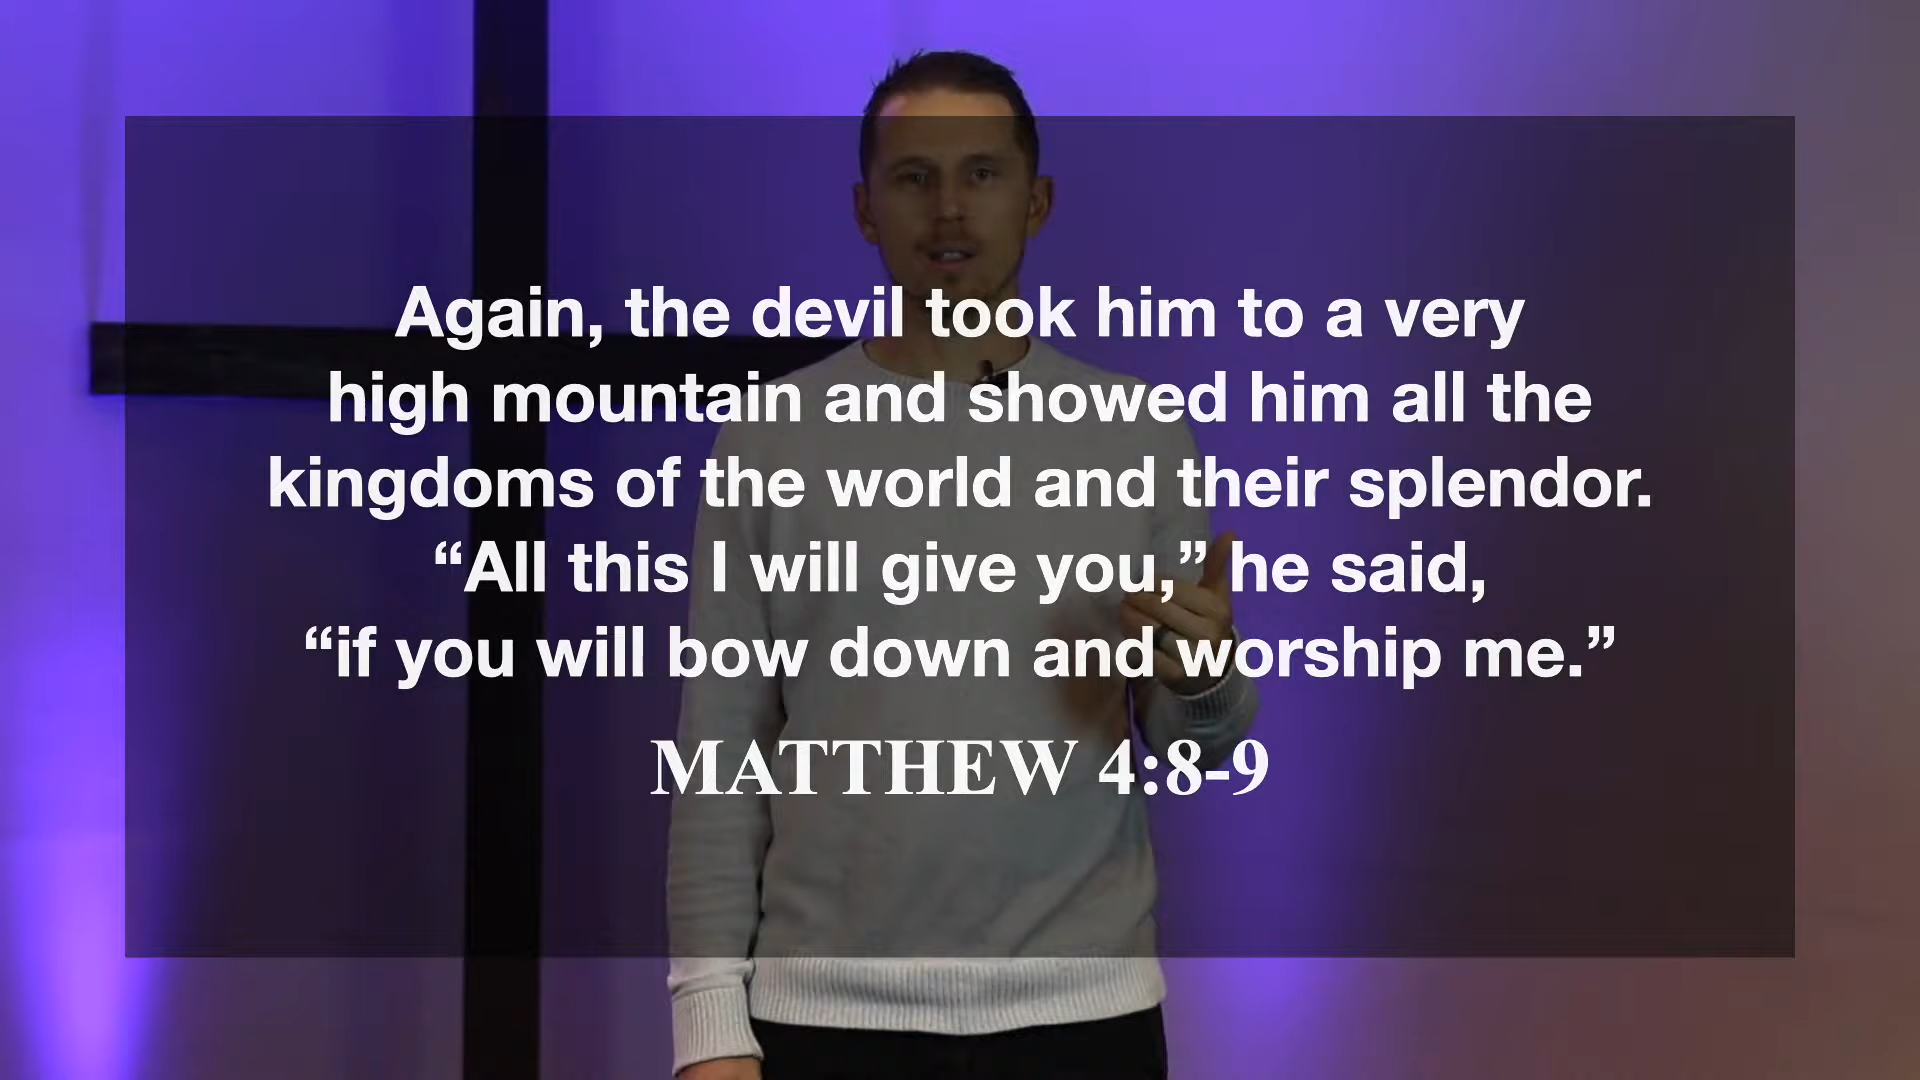 Again, the devil took him to a very
high mountain and showed him all the
kingdoms of the world and their splendor.
“All this I will give you,” he said,
“if you will bow down and worship me.”
MATTHEW 4:8-9